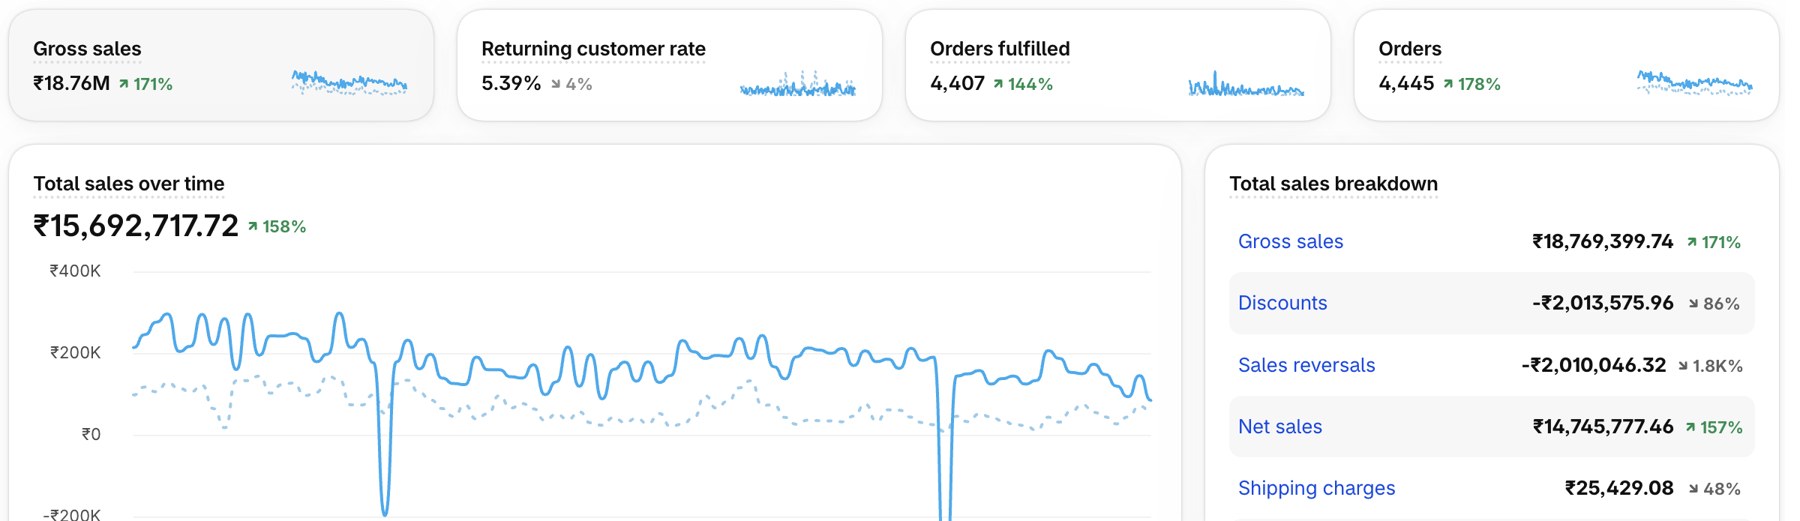 Gross sales
₹18.76M ↗ 171%
Returning customer rate
5.39% ↘ 4%
Orders fulfilled
4,407 ↗ 144%
Orders
4,445 ↗ 178%
Total sales over time
₹15,692,717.72 ↗ 158%
₹400K
₹200K
₹0
-₹200K
Total sales breakdown
Gross sales ₹18,769,399.74 ↗ 171%
Discounts -₹2,013,575.96 ↘ 86%
Sales reversals -₹2,010,046.32 ↘ 1.8K%
Net sales ₹14,745,777.46 ↗ 157%
Shipping charges ₹25,429.08 ↘ 48%